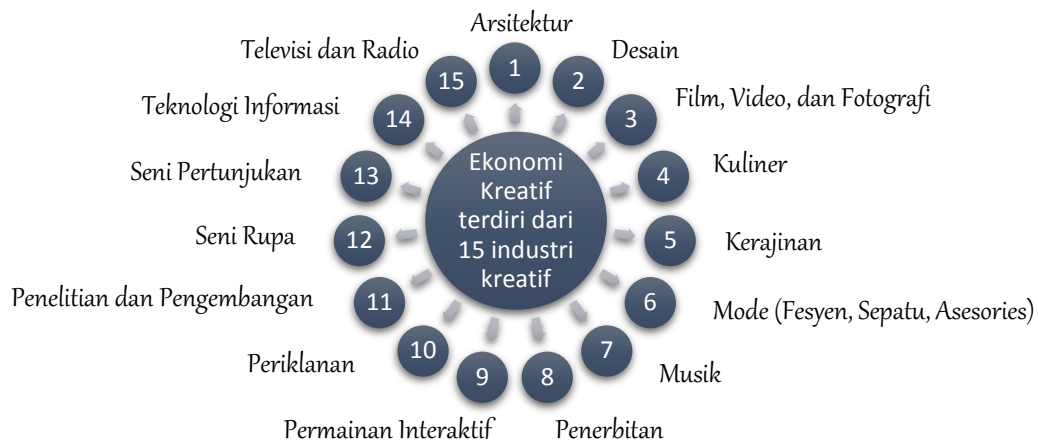 Ekonomi
Kreatif
terdiri dari
15 industri
kreatif
1
Arsitektur
2
Desain
3
Film, Video, dan Fotografi
4
Kuliner
5
Kerajinan
6
Mode (Fesyen, Sepatu, Asesories)
7
Musik
8
Penerbitan
9
Permainan Interaktif
10
Periklanan
11
Penelitian dan Pengembangan
12
Seni Rupa
13
Seni Pertunjukan
14
Teknologi Informasi
15
Televisi dan Radio